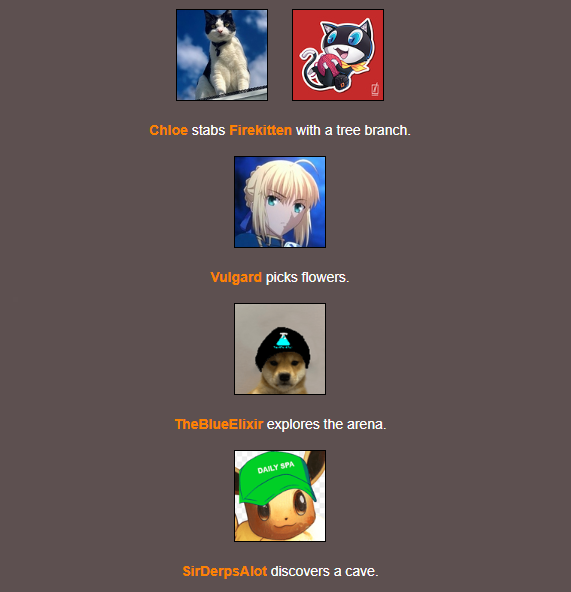 Chloe stabs Firekitten with a tree branch.
Vulgard picks flowers.
TheBlueElixir explores the arena.
DAILY SPA
SirDerpsAlot discovers a cave.